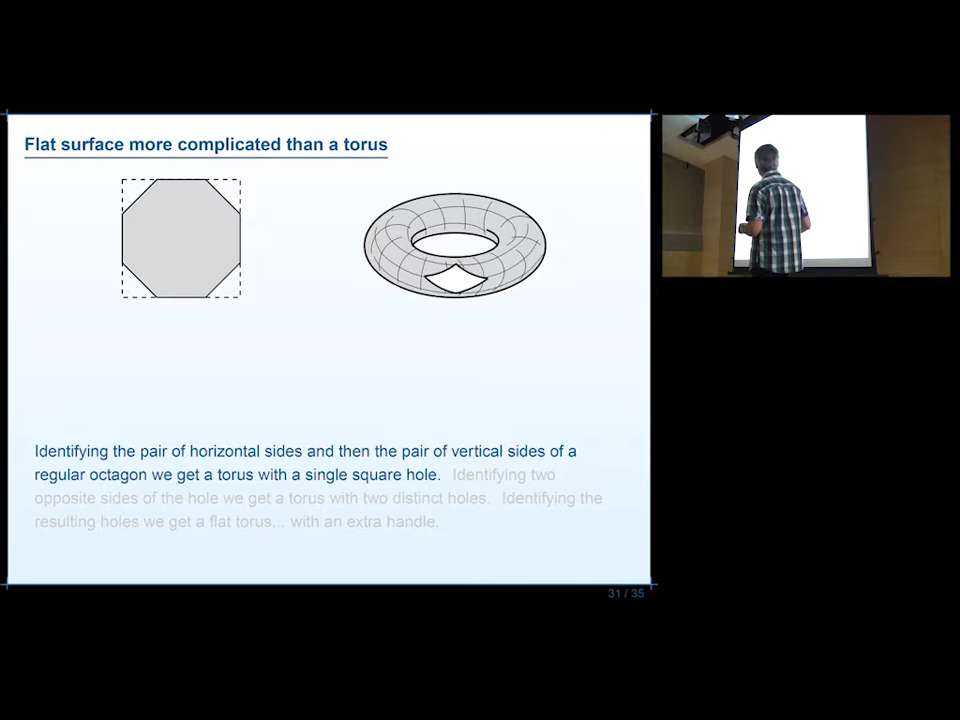 Flat surface more complicated than a torus
Identifying the pair of horizontal sides and then the pair of vertical sides of a
regular octagon we get a torus with a single square hole. Identifying two
opposite sides of the hole we get a torus with two distinct holes. Identifying the
resulting holes we get a flat torus... with an extra handle.
31 / 35